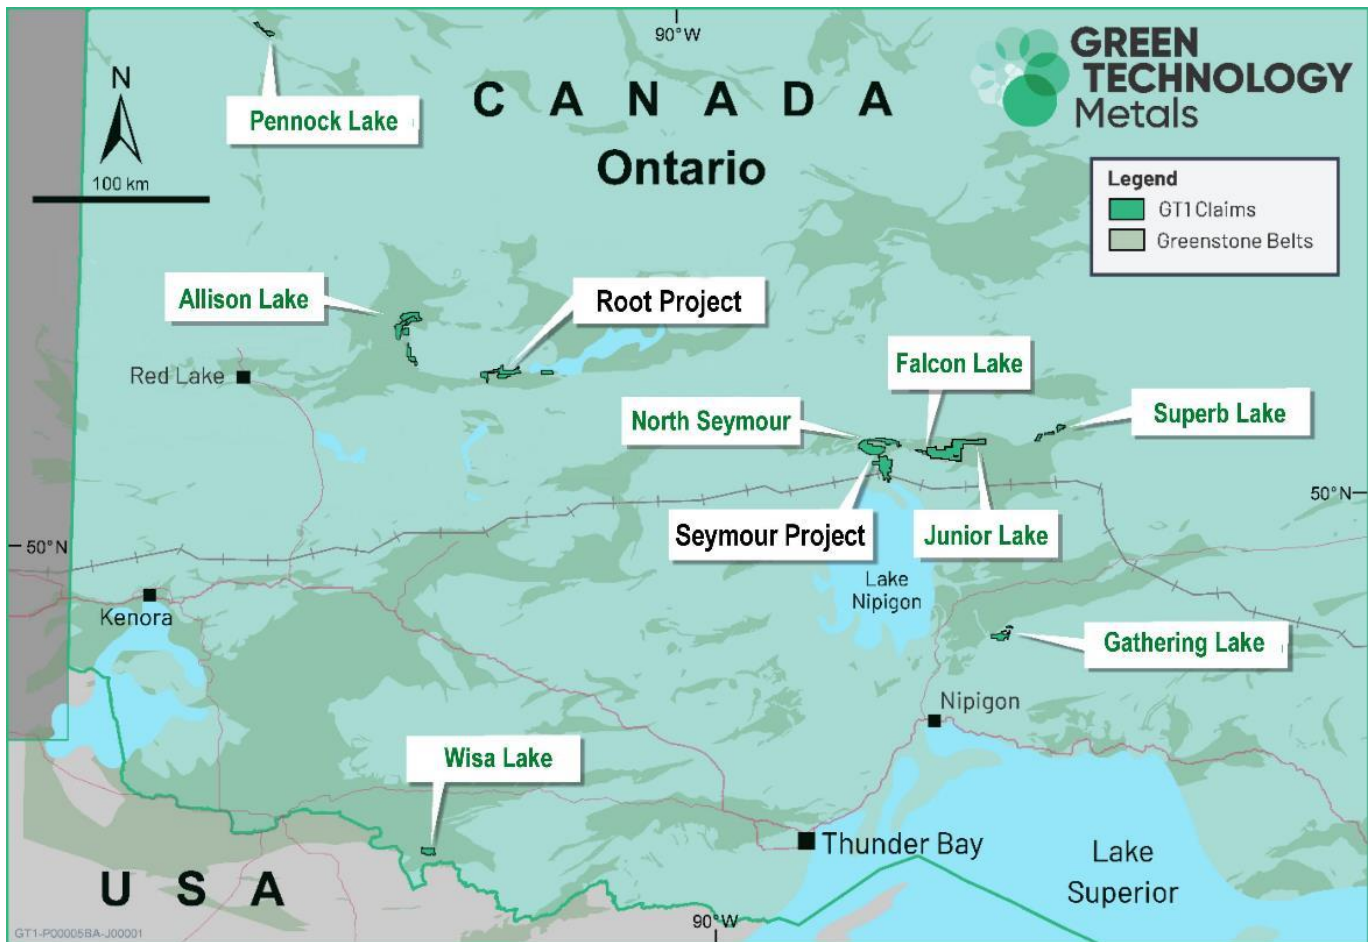 90°W
GREEN
TECHNOLOGY
Metals
N
Pennock Lake
CANADA
Ontario
100 km
Legend
GT1 Claims
Greenstone Belts
Allison Lake
Root Project
Red Lake
Falcon Lake
North Seymour
Superb Lake
50°N
Seymour Project
Junior Lake
50°N
Lake
Nipigon
Kenora
Gathering Lake
Nipigon
Wisa Lake
Thunder Bay
Lake
Superior
USA
90°W
GT1-P00005BA-J00001